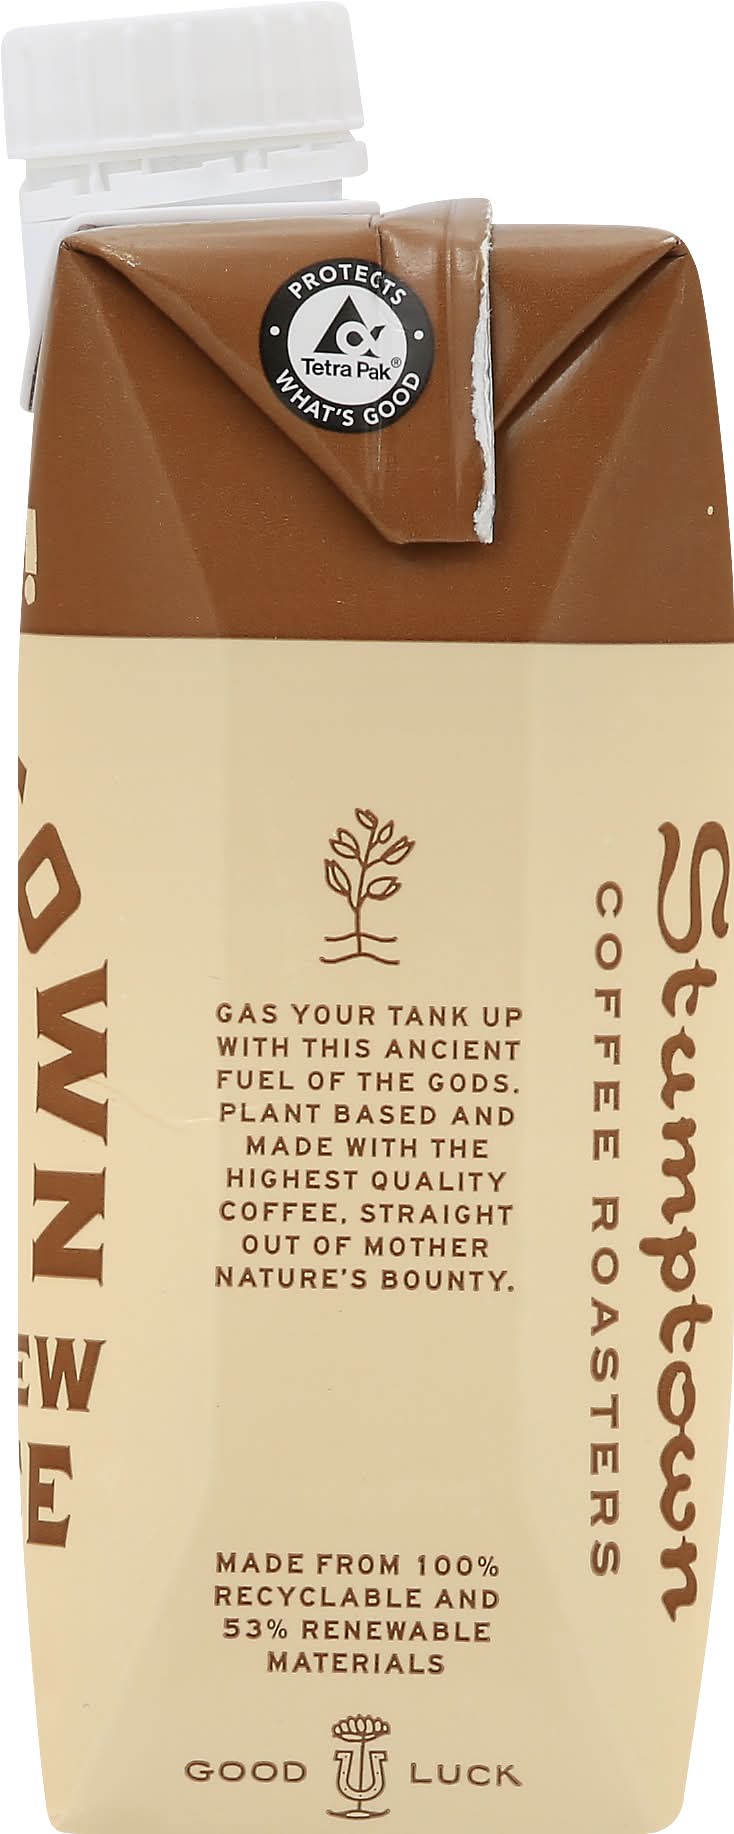 PROTECTS
Tetra Pak®
WHAT'S GOOD
GAS YOUR TANK UP
WITH THIS ANCIENT
FUEL OF THE GODS.
PLANT BASED AND
MADE WITH THE
HIGHEST QUALITY
COFFEE, STRAIGHT
OUT OF MOTHER
NATURE'S BOUNTY.
MADE FROM 100%
RECYCLABLE AND
53% RENEWABLE
MATERIALS
GOOD LUCK
Stumptown
COFFEE ROASTERS